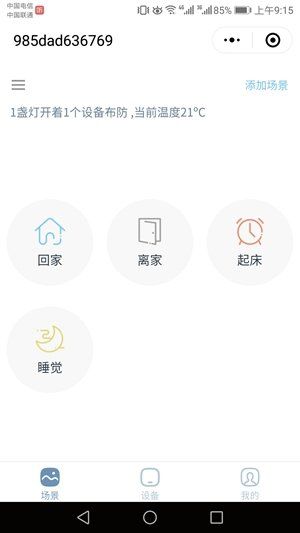 中国电信
中国联通
85% 上午9:15
985dad636769
添加场景
1盏灯开着1个设备布防 ,当前温度21℃
回家
离家
起床
睡觉
场景
设备
我的